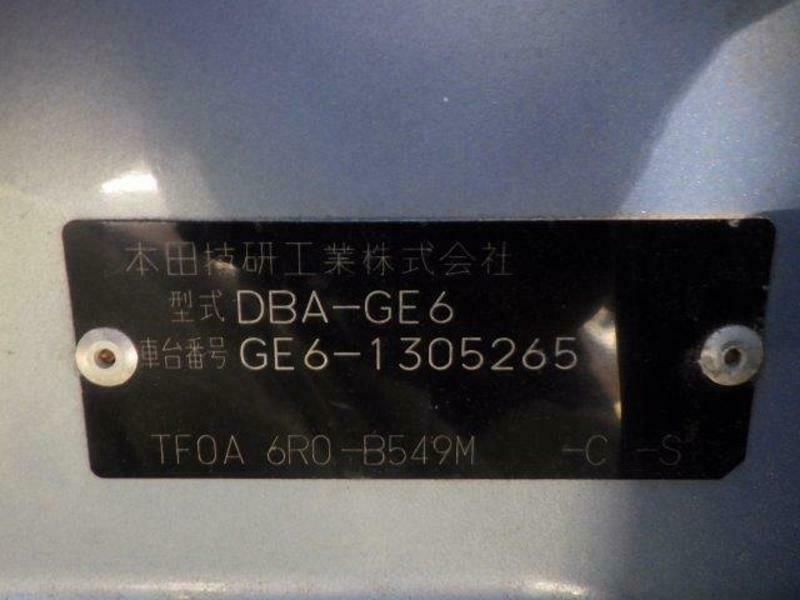 本田技研工業株式会社
型式 DBA-GE6
車台番号 GE6-1305265
TF0A 6R0-B549M -C -S